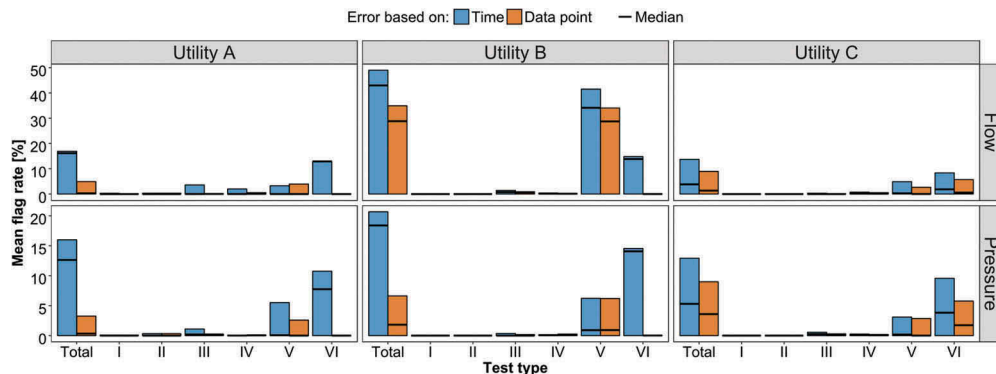 Error based on: Time Data point Median
Utility A Utility B Utility C
50
40
30
20
10
0
Flow
Mean flag rate [%]
20
15
10
5
0
Pressure
Total I II III IV V VI Total I II III IV V VI Total I II III IV V VI
Test type